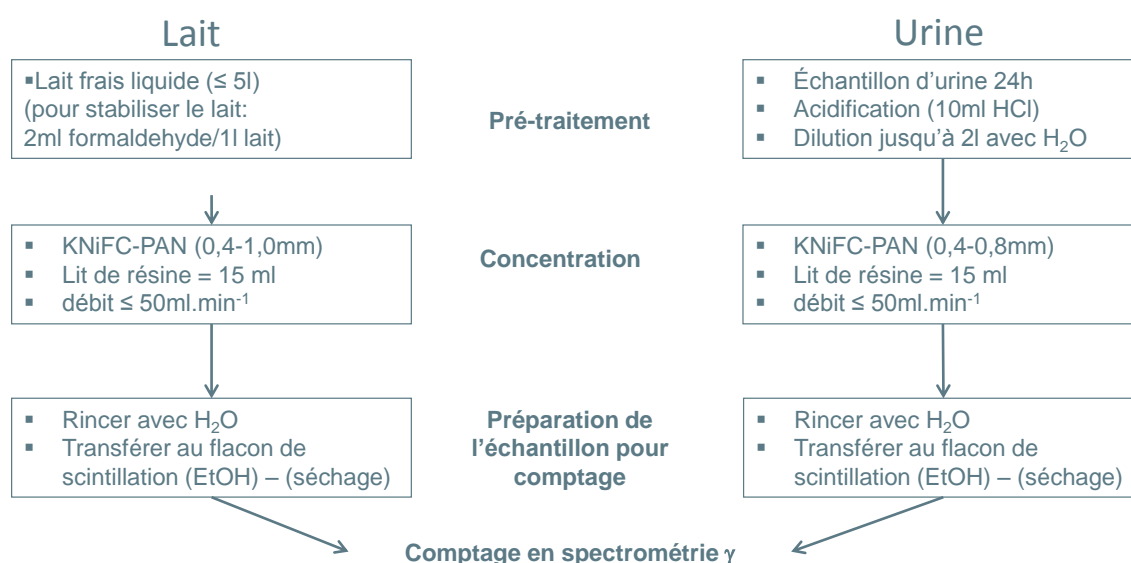 Lait
Urine
▪Lait frais liquide (≤ 5l)
(pour stabiliser le lait:
2ml formaldehyde/1l lait)
Pré-traitement
▪ Échantillon d'urine 24h
▪ Acidification (10ml HCl)
▪ Dilution jusqu'à 2l avec H₂O
▪ KNiFC-PAN (0,4-1,0mm)
▪ Lit de résine = 15 ml
▪ débit ≤ 50ml.min⁻¹
Concentration
▪ KNiFC-PAN (0,4-0,8mm)
▪ Lit de résine = 15 ml
▪ débit ≤ 50ml.min⁻¹
▪ Rincer avec H₂O
▪ Transférer au flacon de
scintillation (EtOH) – (séchage)
Préparation de
l'échantillon pour
comptage
▪ Rincer avec H₂O
▪ Transférer au flacon de
scintillation (EtOH) – (séchage)
Comptage en spectrométrie γ